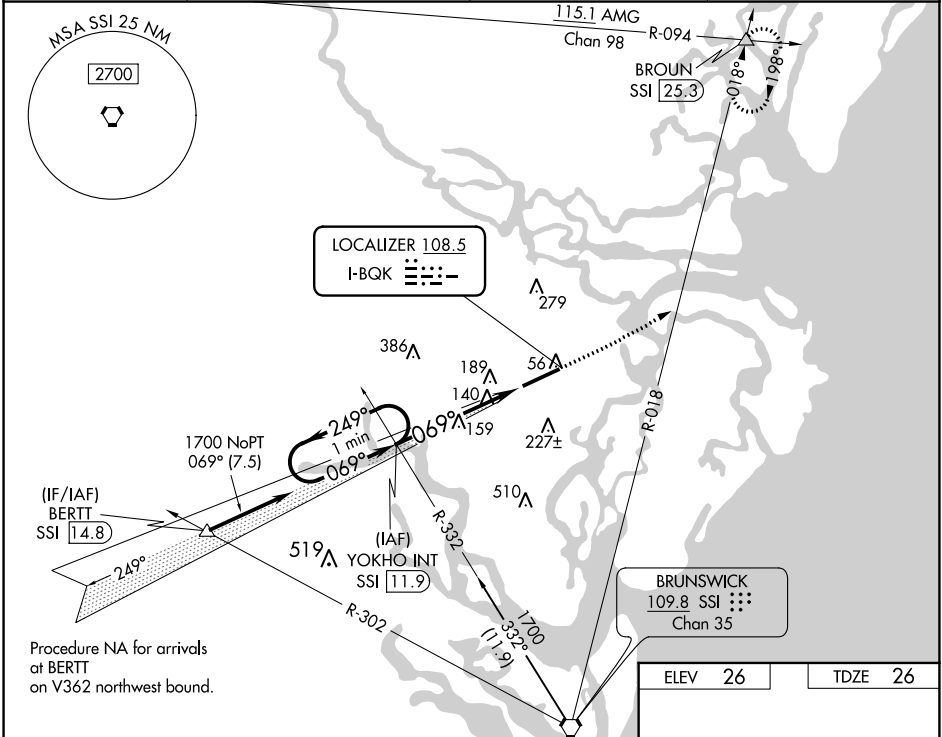 MSA SSI 25 NM
2700
115.1 AMG
Chan 98
R-094
BROUN
SSI 25.3
018°
198°
LOCALIZER 108.5
I-BQK
279
386
189
56
140
159
227±
510
519
249°
1 min
069°
069°
1700 NoPT
069° (7.5)
(IF/IAF)
BERTT
SSI 14.8
249°
(IAF)
YOKHO INT
SSI 11.9
R-332
R-302
R-018
1700
332°
(11.9)
BRUNSWICK
109.8 SSI
Chan 35
Procedure NA for arrivals
at BERTT
on V362 northwest bound.
ELEV 26
TDZE 26